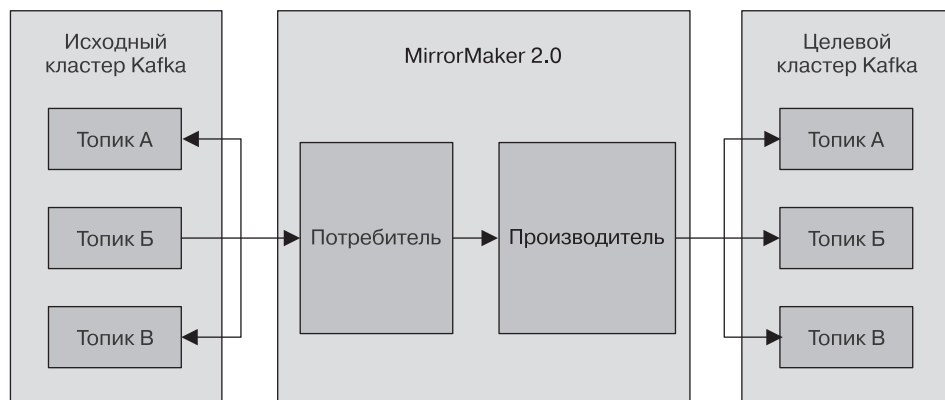 Исходный
кластер Kafka
Топик А
Топик Б
Топик В
MirrorMaker 2.0
Потребитель
Производитель
Целевой
кластер Kafka
Топик А
Топик Б
Топик В